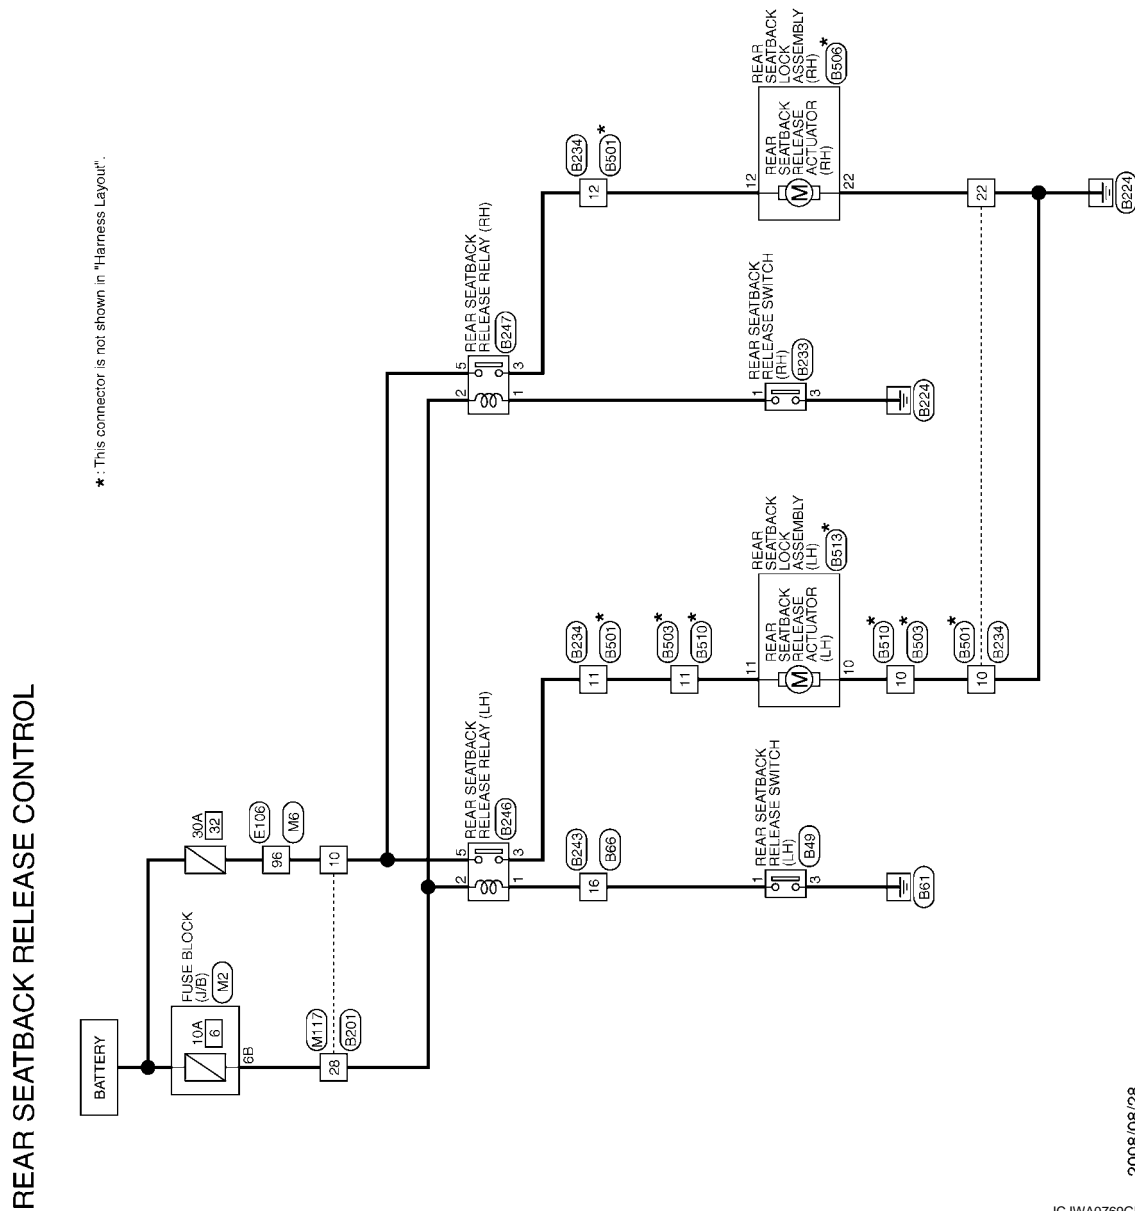 REAR SEATBACK RELEASE CONTROL
★ : This connector is not shown in "Harness Layout".
BATTERY
FUSE BLOCK
(J/B)
M2
10A
6
6B
30A
32
E106
96
M6
M117
28
B201
10
REAR SEATBACK
RELEASE RELAY (LH)
B246
2
5
1
3
REAR SEATBACK
RELEASE RELAY (RH)
B247
2
5
1
3
B243
16
B66
B234
11
B501
★
B503
★
11
B510
★
B234
12
B501
★
REAR SEATBACK
RELEASE SWITCH
(LH)
B49
1
3
B61
REAR
SEATBACK
LOCK
ASSEMBLY
(LH)
B513
★
REAR
SEATBACK
RELEASE
ACTUATOR
(LH)
M
11
10
B510
★
10
B503
★
B501
★
10
B234
REAR SEATBACK
RELEASE SWITCH
(RH)
B233
1
3
B224
REAR
SEATBACK
LOCK
ASSEMBLY
(RH)
B506
★
REAR
SEATBACK
RELEASE
ACTUATOR
(RH)
M
12
22
22
B224